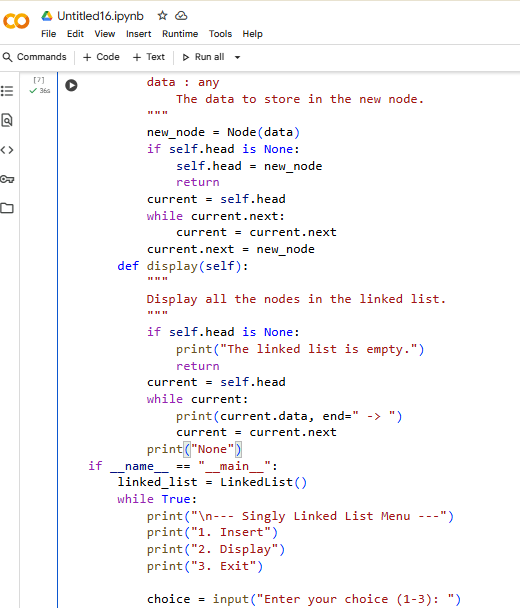 CO Untitled16.ipynb
File Edit View Insert Runtime Tools Help
Commands + Code + Text Run all
[7]
36s
data : any
The data to store in the new node.
"""
new_node = Node(data)
if self.head is None:
self.head = new_node
return
current = self.head
while current.next:
current = current.next
current.next = new_node
def display(self):
"""
Display all the nodes in the linked list.
"""
if self.head is None:
print("The linked list is empty.")
return
current = self.head
while current:
print(current.data, end=" -> ")
current = current.next
print("None")
if __name__ == "__main__":
linked_list = LinkedList()
while True:
print("\n--- Singly Linked List Menu ---")
print("1. Insert")
print("2. Display")
print("3. Exit")
choice = input("Enter your choice (1-3): ")